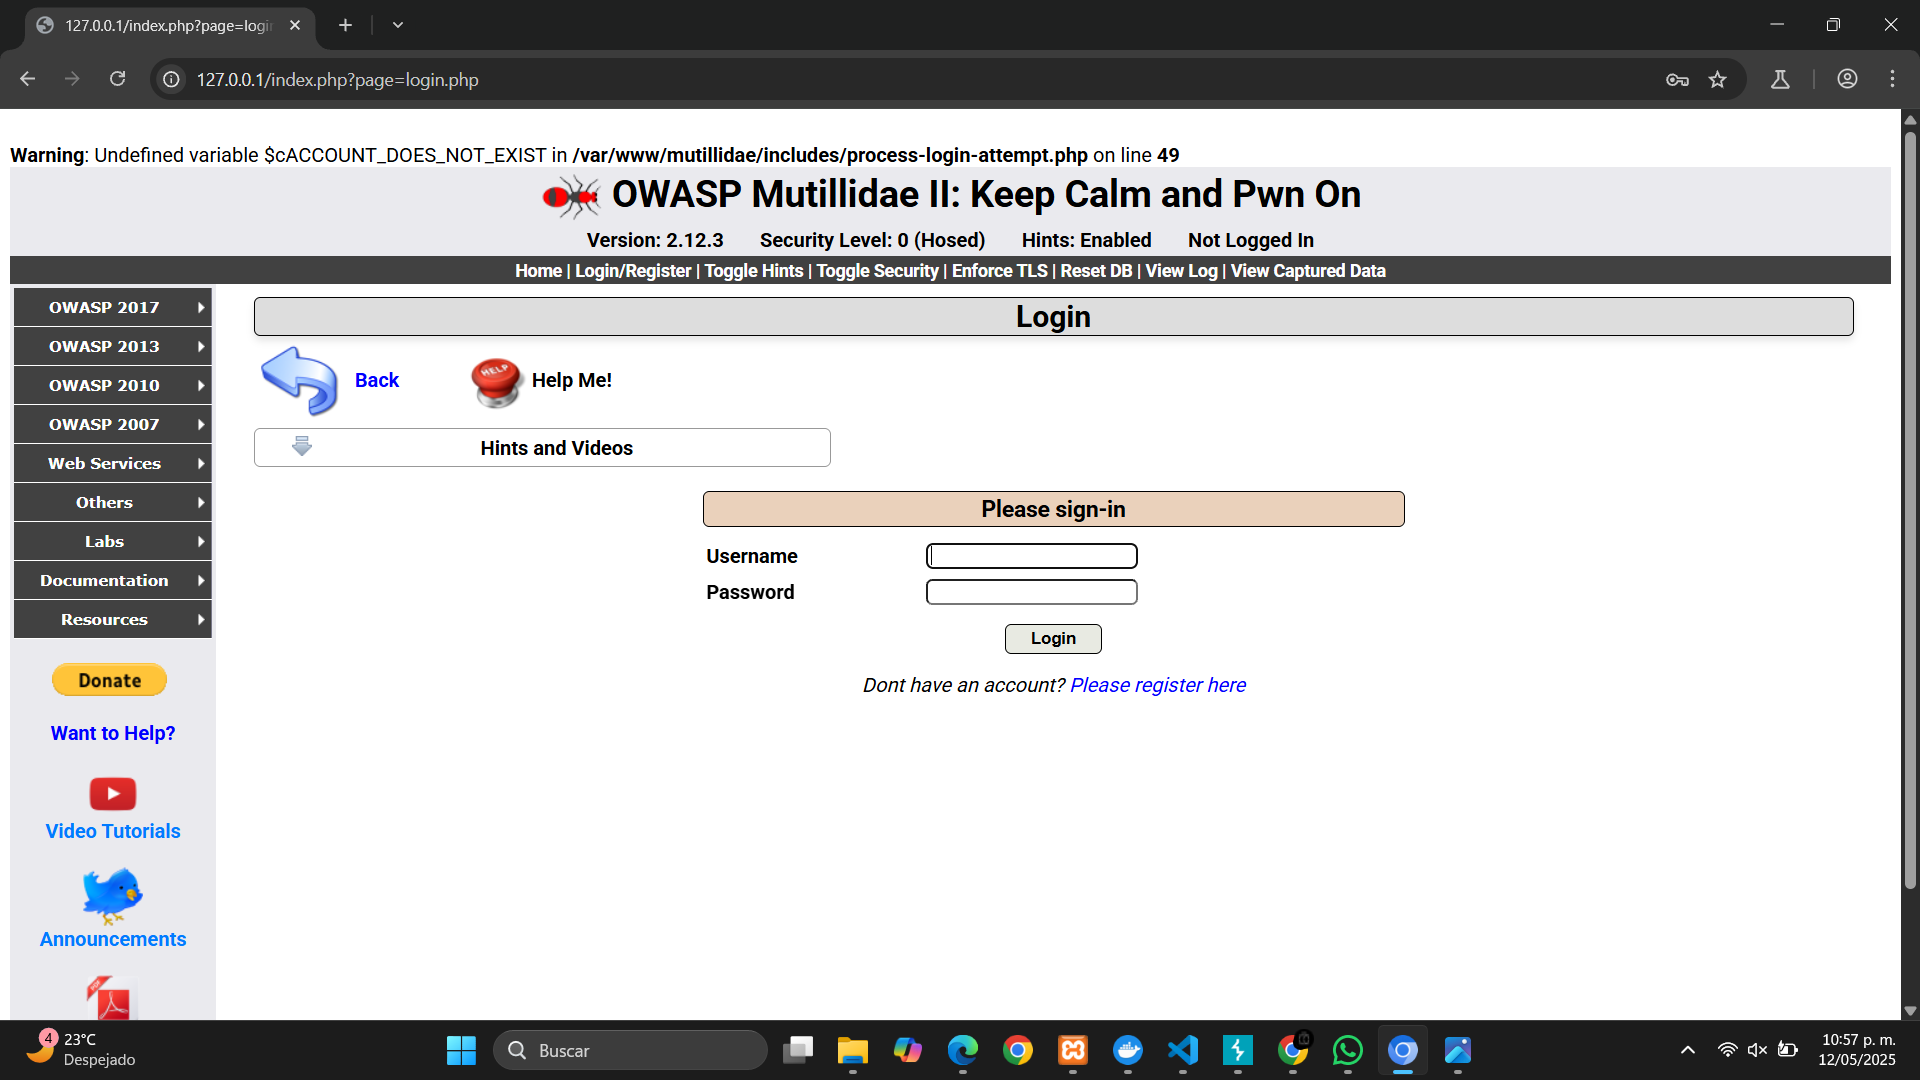 127.0.0.1/index.php?page=login
127.0.0.1/index.php?page=login.php
Warning: Undefined variable $cACCOUNT_DOES_NOT_EXIST in /var/www/mutillidae/includes/process-login-attempt.php on line 49
OWASP Mutillidae II: Keep Calm and Pwn On
Version: 2.12.3 Security Level: 0 (Hosed) Hints: Enabled Not Logged In
Home | Login/Register | Toggle Hints | Toggle Security | Enforce TLS | Reset DB | View Log | View Captured Data
OWASP 2017
OWASP 2013
OWASP 2010
OWASP 2007
Web Services
Others
Labs
Documentation
Resources
Donate
Want to Help?
Video Tutorials
Announcements
PDF
Login
Back
HELP
Help Me!
Hints and Videos
Please sign-in
Username
Password
Login
Dont have an account? Please register here
4
23°C
Despejado
Buscar
10:57 p. m.
12/05/2025